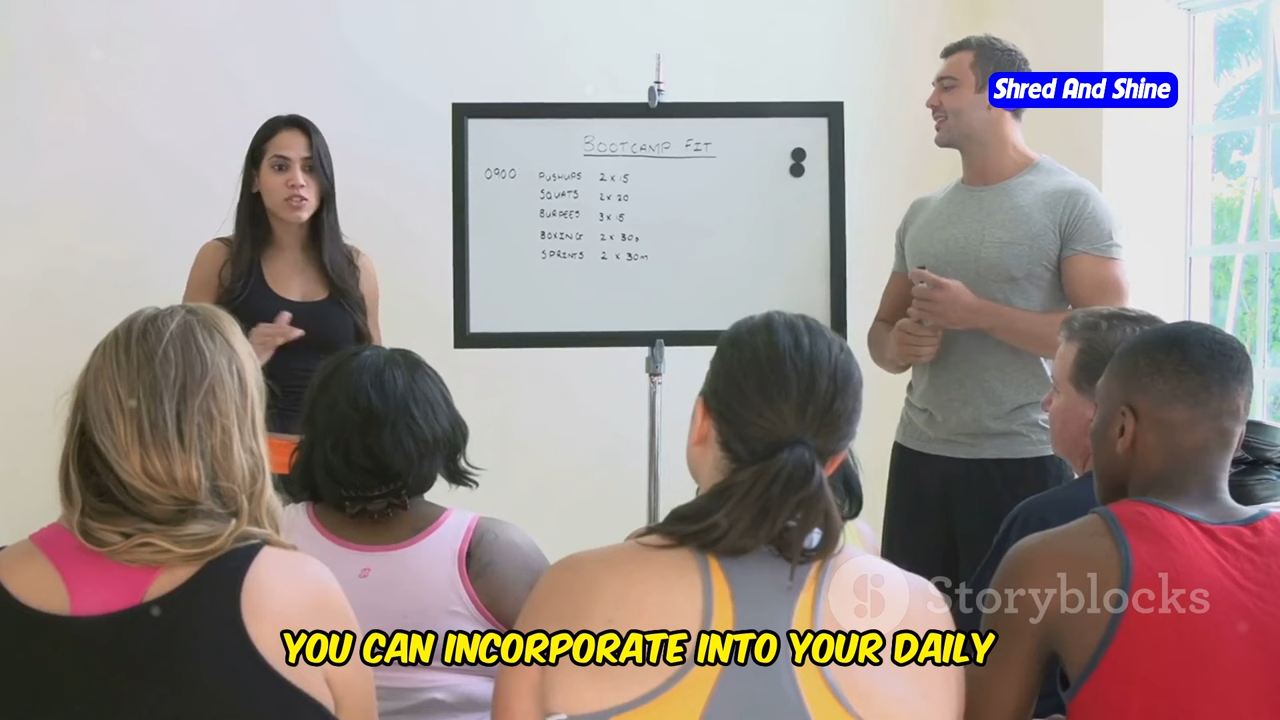 Shred And Shine
BOOTCAMP FIT
0900 PUSHUPS 2 x 15
SQUATS 2 x 20
BURPEES 3 x 15
BOXING 2 x 30s
SPRINTS 2 x 30m
Storyblocks
YOU CAN INCORPORATE INTO YOUR DAILY